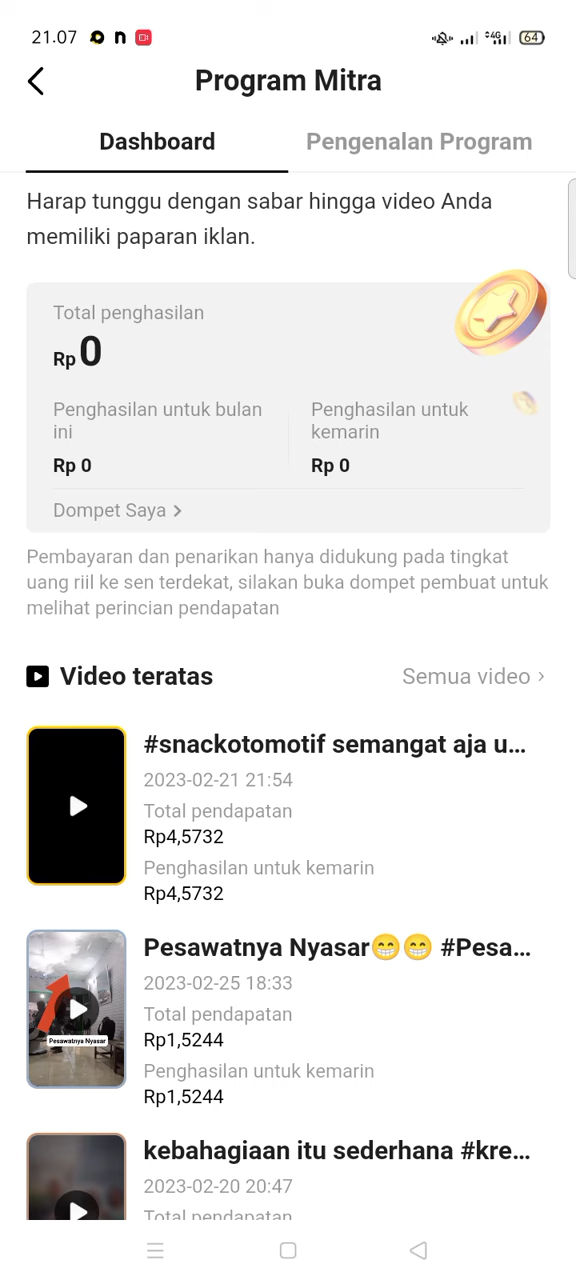 21.07
4G
64
Program Mitra
Dashboard
Pengenalan Program
Harap tunggu dengan sabar hingga video Anda
memiliki paparan iklan.
Total penghasilan
Rp 0
Penghasilan untuk bulan
ini
Rp 0
Penghasilan untuk
kemarin
Rp 0
Dompet Saya >
Pembayaran dan penarikan hanya didukung pada tingkat
uang riil ke sen terdekat, silakan buka dompet pembuat untuk
melihat perincian pendapatan
Video teratas
Semua video >
#snackotomotif semangat aja u...
2023-02-21 21:54
Total pendapatan
Rp4,5732
Penghasilan untuk kemarin
Rp4,5732
Pesawatnya Nyasar
Pesawatnya Nyasar😁😁 #Pesa...
2023-02-25 18:33
Total pendapatan
Rp1,5244
Penghasilan untuk kemarin
Rp1,5244
kebahagiaan itu sederhana #kre...
2023-02-20 20:47
Total pendapatan